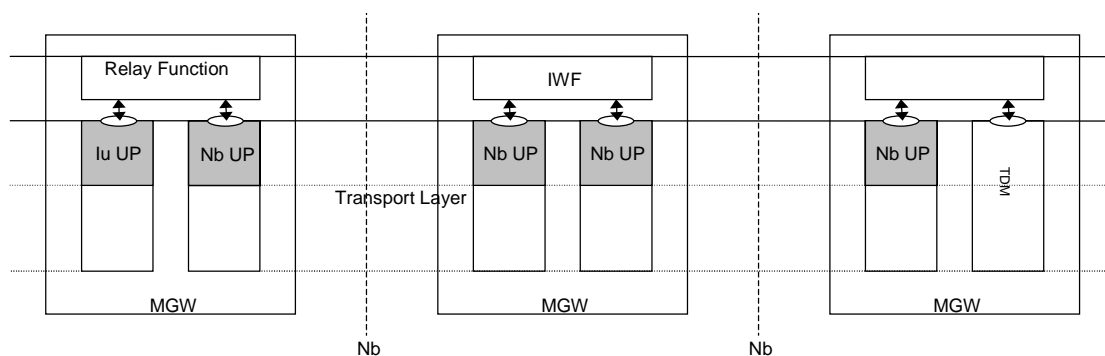 Relay Function
IWF
Iu UP
Nb UP
Nb UP
Nb UP
Nb UP
TDM
Transport Layer
MGW
MGW
MGW
Nb
Nb